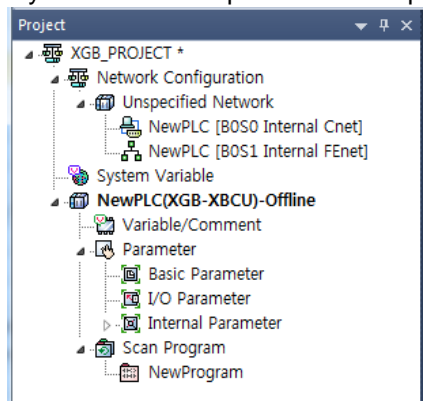 Project
XGB_PROJECT *
Network Configuration
Unspecified Network
NewPLC [B0S0 Internal Cnet]
NewPLC [B0S1 Internal FEnet]
System Variable
NewPLC(XGB-XBCU)-Offline
Variable/Comment
Parameter
Basic Parameter
I/O Parameter
Internal Parameter
Scan Program
NewProgram